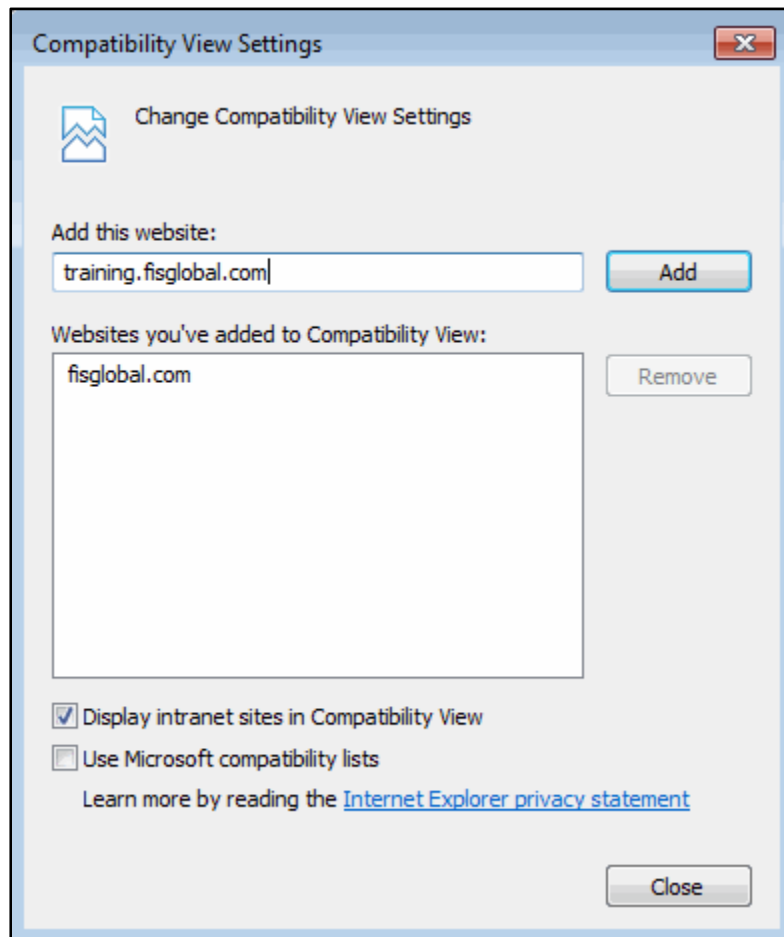 Compatibility View Settings
Change Compatibility View Settings
Add this website:
training.fisglobal.com
Add
Websites you've added to Compatibility View:
fisglobal.com
Remove
Display intranet sites in Compatibility View
Use Microsoft compatibility lists
Learn more by reading the Internet Explorer privacy statement
Close